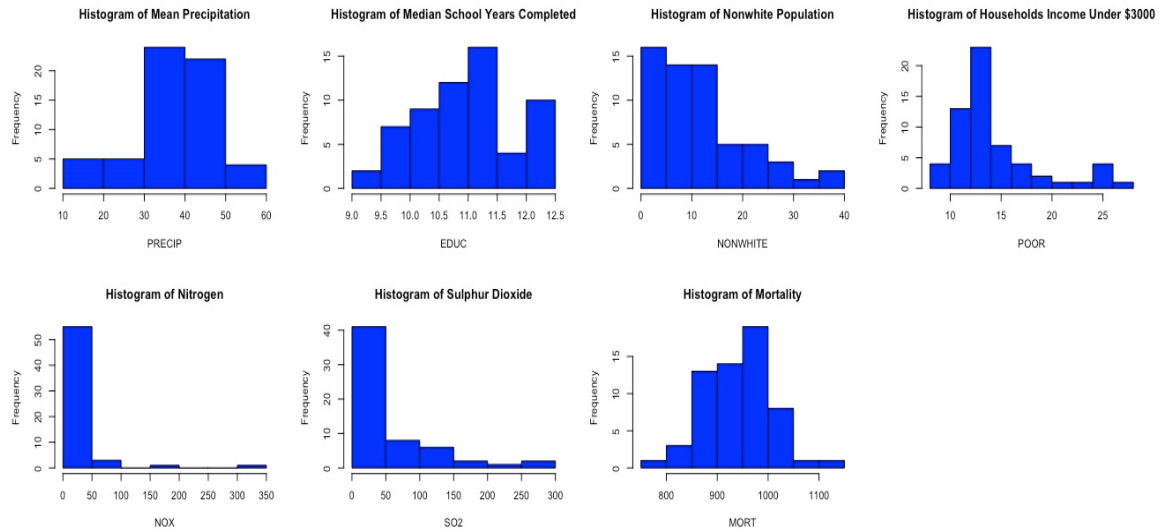 Histogram of Mean Precipitation
Frequency
0 5 10 15 20
10 20 30 40 50 60
PRECIP
Histogram of Median School Years Completed
Frequency
0 5 10 15
9.0 9.5 10.0 10.5 11.0 11.5 12.0 12.5
EDUC
Histogram of Nonwhite Population
Frequency
0 5 10 15
0 10 20 30 40
NONWHITE
Histogram of Households Income Under $3000
Frequency
0 5 10 15 20
10 15 20 25
POOR
Histogram of Nitrogen
Frequency
0 10 20 30 40 50
0 50 100 150 200 250 300 350
NOX
Histogram of Sulphur Dioxide
Frequency
0 10 20 30 40
0 50 100 150 200 250 300
SO2
Histogram of Mortality
Frequency
0 5 10 15
800 900 1000 1100
MORT